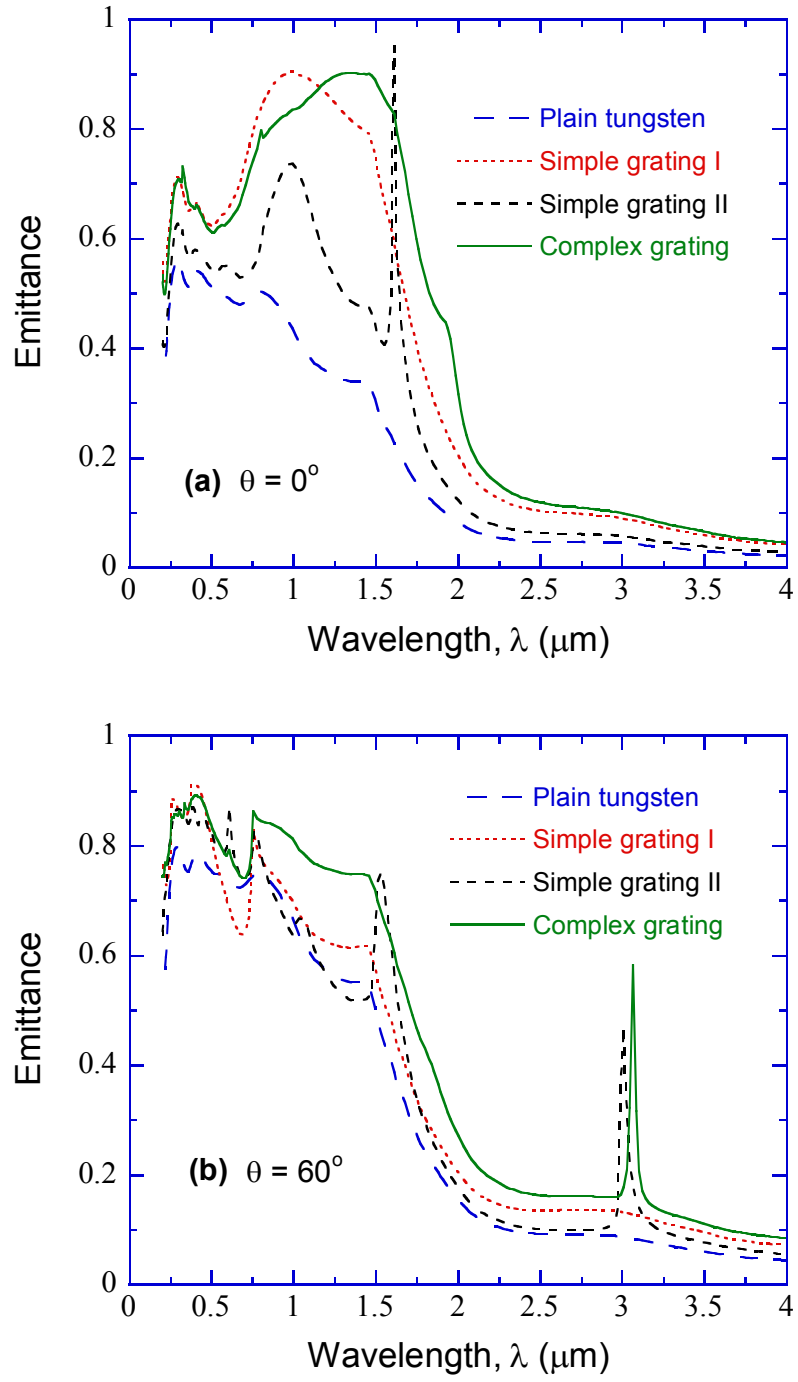 1
0.8
0.6
0.4
0.2
0
Emittance
Plain tungsten
Simple grating I
Simple grating II
Complex grating
(a) θ = 0°
0 0.5 1 1.5 2 2.5 3 3.5 4
Wavelength, λ (μm)
1
0.8
0.6
0.4
0.2
0
Emittance
Plain tungsten
Simple grating I
Simple grating II
Complex grating
(b) θ = 60°
0 0.5 1 1.5 2 2.5 3 3.5 4
Wavelength, λ (μm)